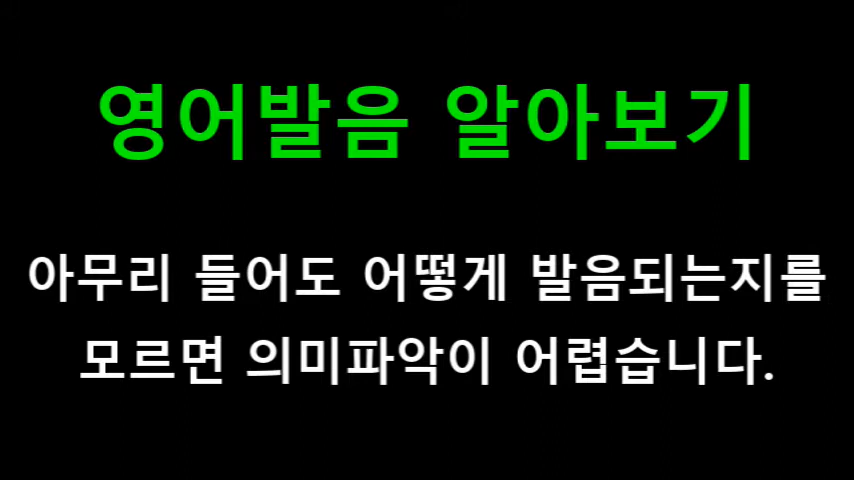 영어발음 알아보기
아무리 들어도 어떻게 발음되는지를
모르면 의미파악이 어렵습니다.